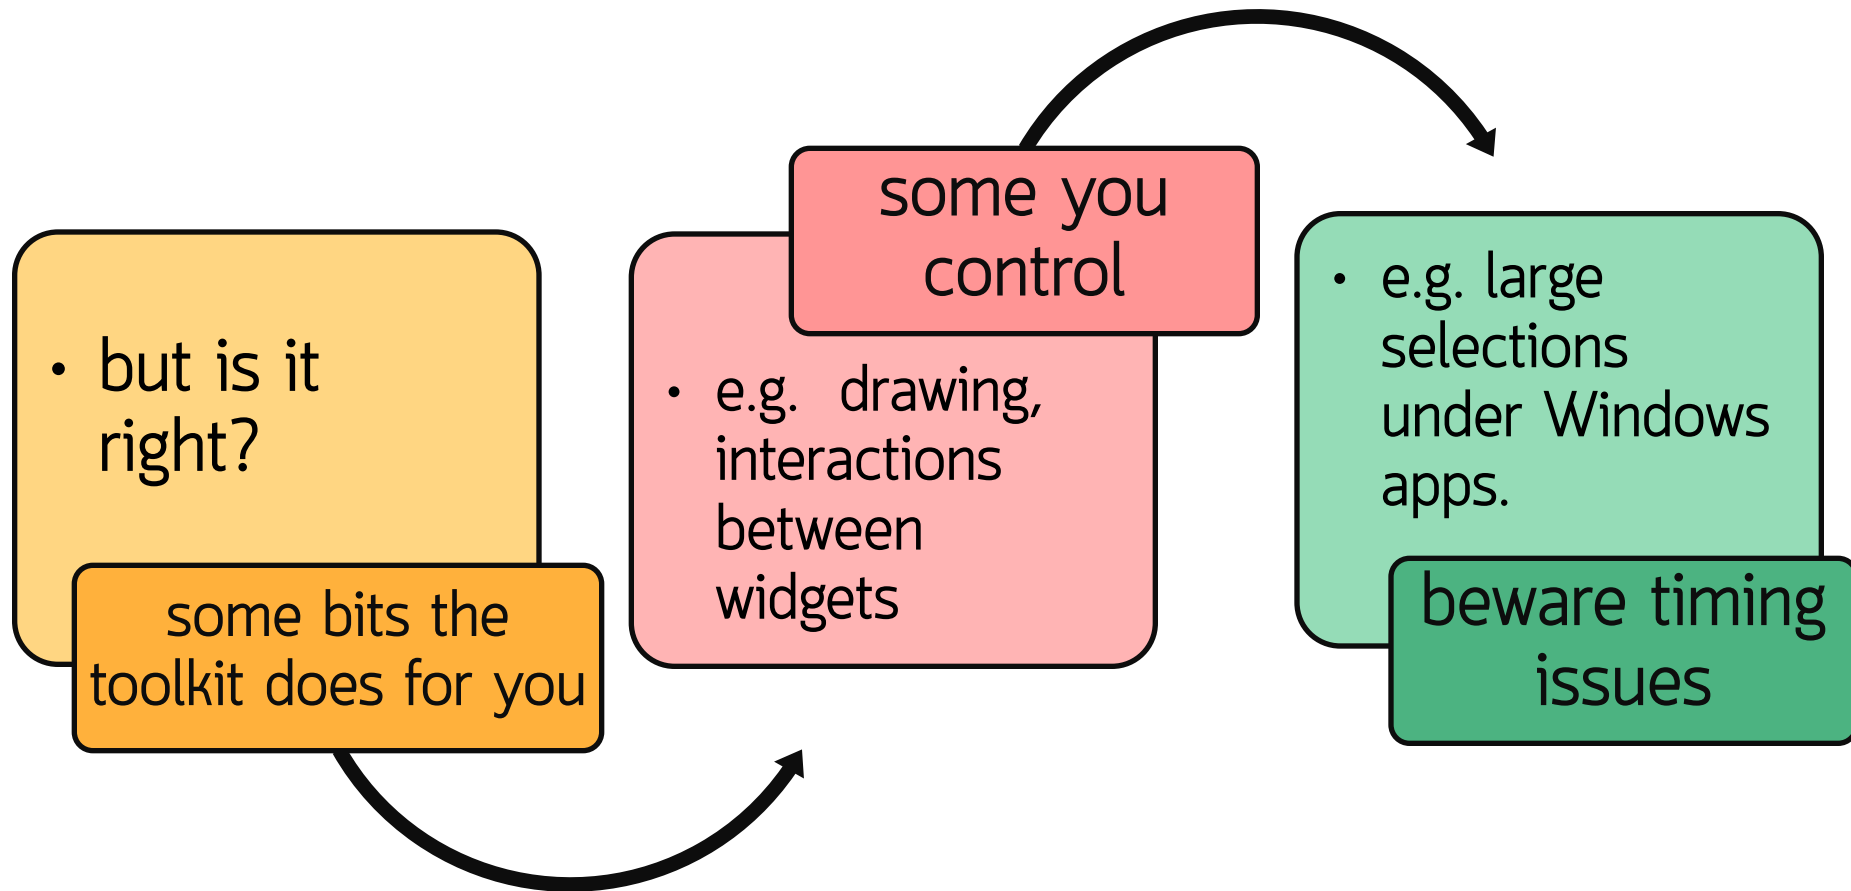 • but is it
right?
some bits the
toolkit does for you
some you
control
• e.g. drawing,
interactions
between
widgets
• e.g. large
selections
under Windows
apps.
beware timing
issues